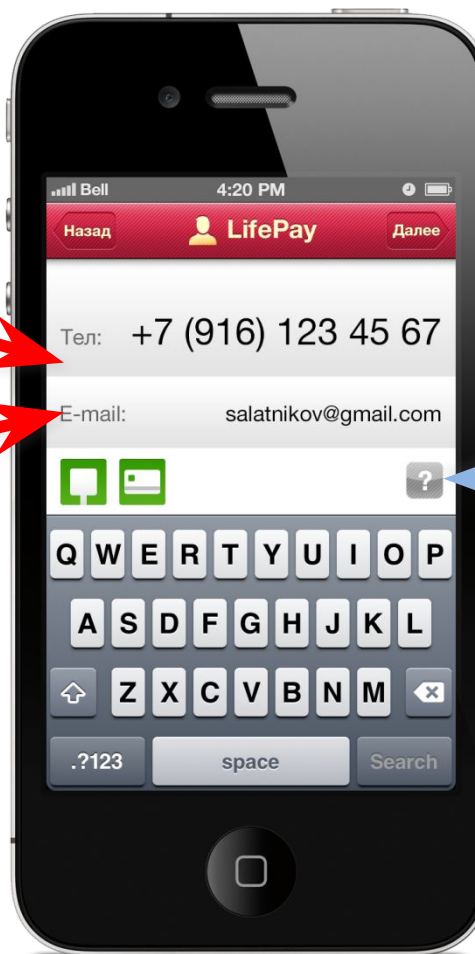 Bell 4:20 PM
Назад LifePay Далее
Тел: +7 (916) 123 45 67
E-mail: salatnikov@gmail.com
?
Q W E R T Y U I O P
A S D F G H J K L
Z X C V B N M
.?123 space Search